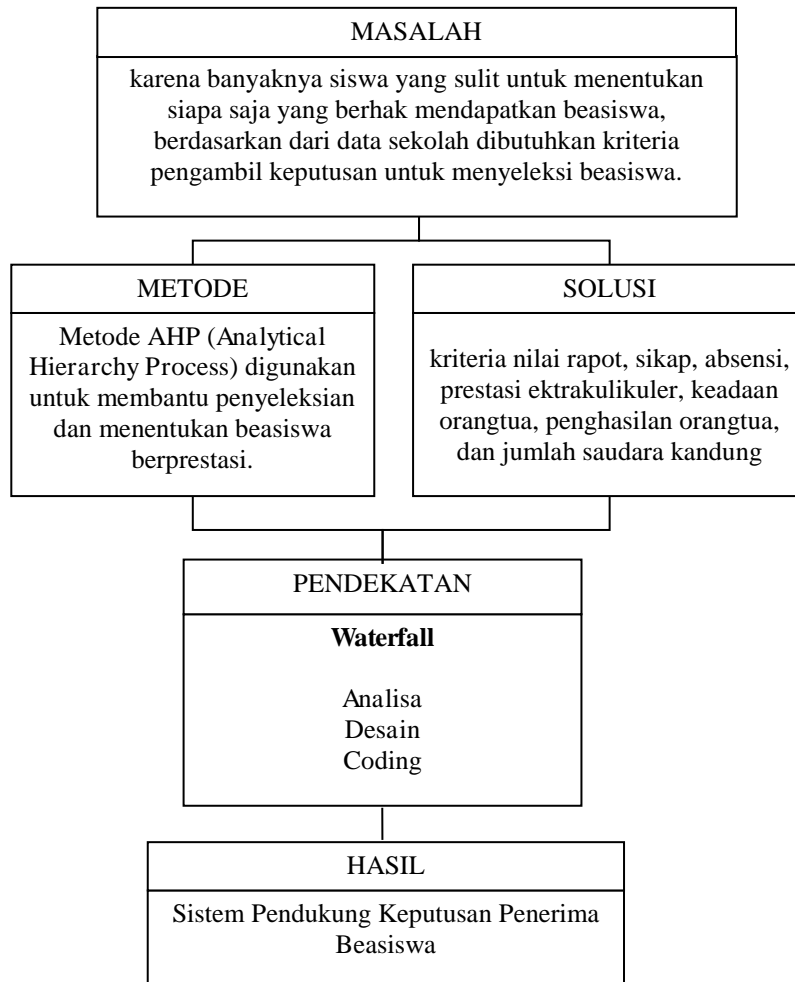 MASALAH
karena banyaknya siswa yang sulit untuk menentukan
siapa saja yang berhak mendapatkan beasiswa,
berdasarkan dari data sekolah dibutuhkan kriteria
pengambil keputusan untuk menyeleksi beasiswa.
METODE
Metode AHP (Analytical
Hierarchy Process) digunakan
untuk membantu penyeleksian
dan menentukan beasiswa
berprestasi.
SOLUSI
kriteria nilai rapot, sikap, absensi,
prestasi ektrakulikuler, keadaan
orangtua, penghasilan orangtua,
dan jumlah saudara kandung
PENDEKATAN
Waterfall
Analisa
Desain
Coding
HASIL
Sistem Pendukung Keputusan Penerima
Beasiswa